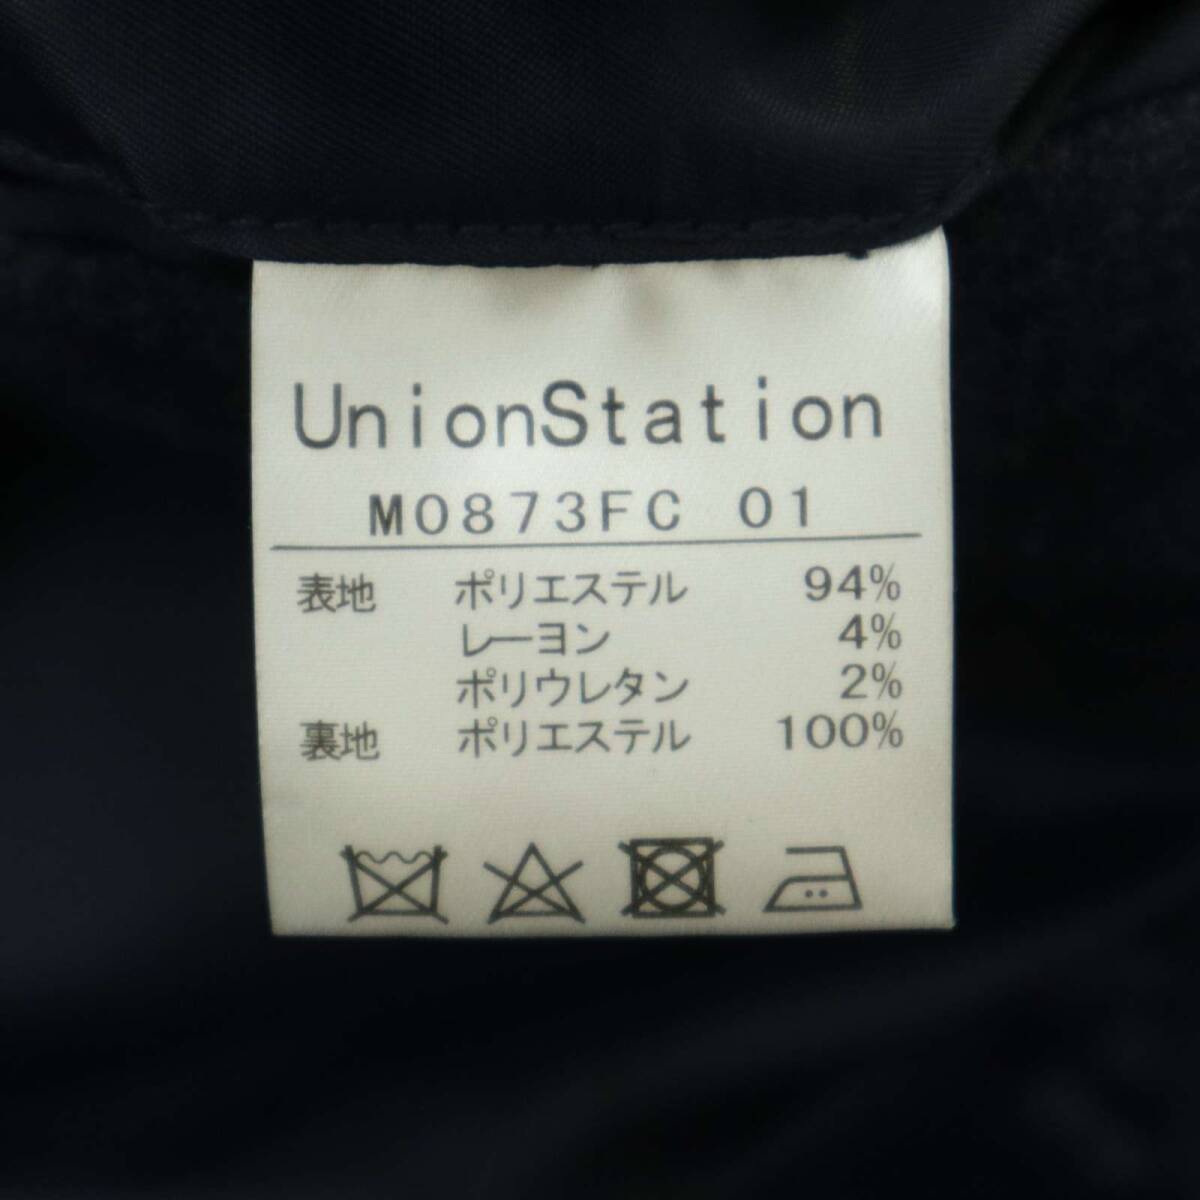 UnionStation
M0873FC 01
表地 ポリエステル 94%
レーヨン 4%
ポリウレタン 2%
裏地 ポリエステル 100%